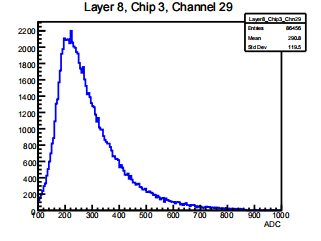 Layer 8, Chip 3, Channel 29
Layer8_Chip3_Chn29
Entries 86456
Mean 290.8
Std Dev 119.5
2200
2000
1800
1600
1400
1200
1000
800
600
400
200
0
100 200 300 400 500 600 700 800 900 1000
ADC